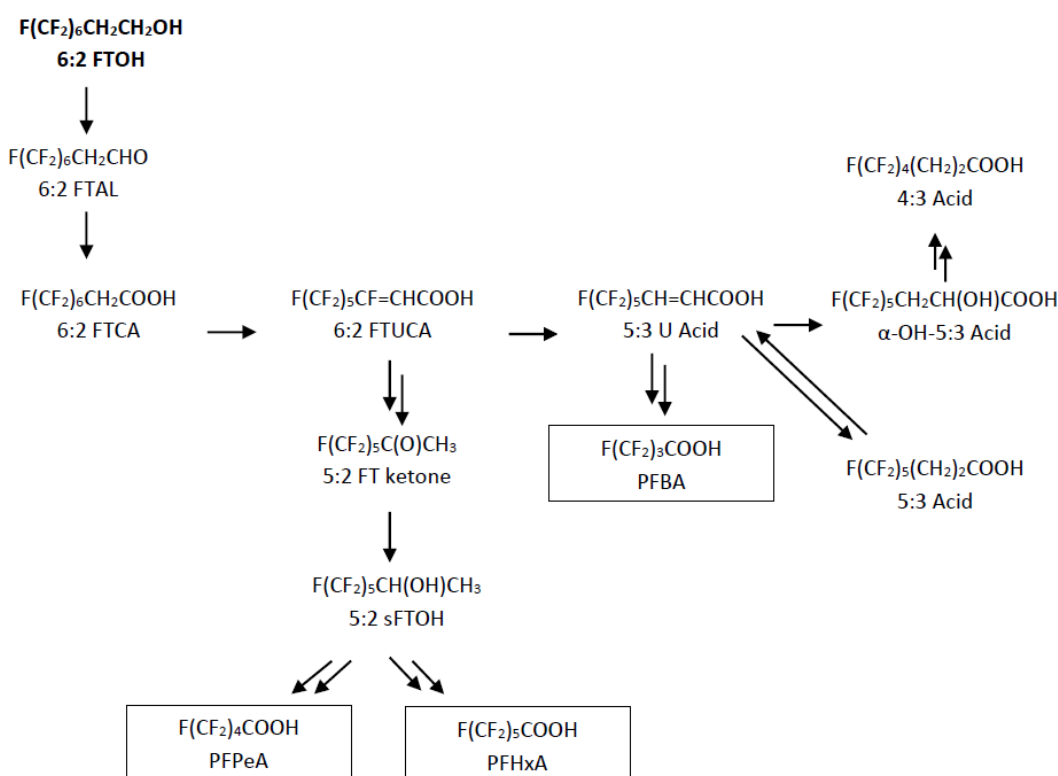 F(CF₂)₆CH₂CH₂OH
6:2 FTOH
F(CF₂)₆CH₂CHO
6:2 FTAL
F(CF₂)₄(CH₂)₂COOH
4:3 Acid
F(CF₂)₆CH₂COOH
6:2 FTCA
F(CF₂)₅CF=CHCOOH
6:2 FTUCA
F(CF₂)₅CH=CHCOOH
5:3 U Acid
F(CF₂)₅CH₂CH(OH)COOH
α-OH-5:3 Acid
F(CF₂)₅C(O)CH₃
5:2 FT ketone
F(CF₂)₃COOH
PFBA
F(CF₂)₅(CH₂)₂COOH
5:3 Acid
F(CF₂)₅CH(OH)CH₃
5:2 sFTOH
F(CF₂)₄COOH
PFPeA
F(CF₂)₅COOH
PFHxA